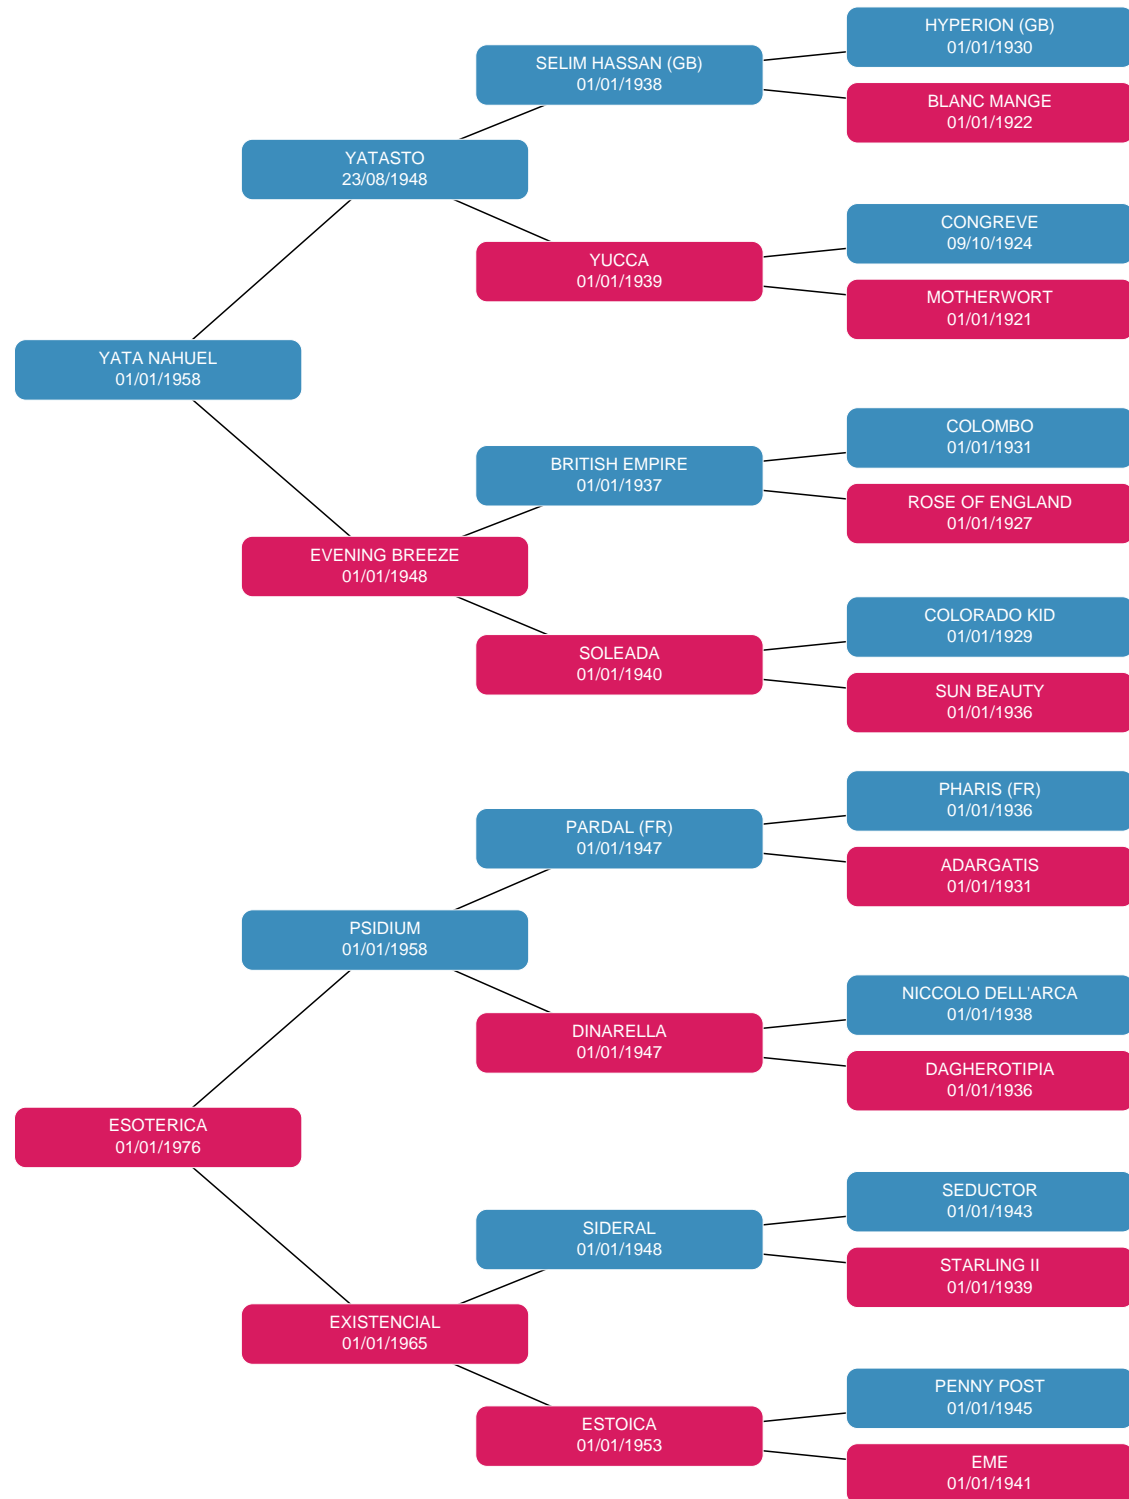 HYPERION (GB)
01/01/1930
SELIM HASSAN (GB)
01/01/1938
BLANC MANGE
01/01/1922
YATASTO
23/08/1948
CONGREVE
09/10/1924
YUCCA
01/01/1939
MOTHERWORT
01/01/1921
YATA NAHUEL
01/01/1958
COLOMBO
01/01/1931
BRITISH EMPIRE
01/01/1937
ROSE OF ENGLAND
01/01/1927
EVENING BREEZE
01/01/1948
COLORADO KID
01/01/1929
SOLEADA
01/01/1940
SUN BEAUTY
01/01/1936
PHARIS (FR)
01/01/1936
PARDAL (FR)
01/01/1947
ADARGATIS
01/01/1931
PSIDIUM
01/01/1958
NICCOLO DELL'ARCA
01/01/1938
DINARELLA
01/01/1947
DAGHEROTIPIA
01/01/1936
ESOTERICA
01/01/1976
SEDUCTOR
01/01/1943
SIDERAL
01/01/1948
STARLING II
01/01/1939
EXISTENCIAL
01/01/1965
PENNY POST
01/01/1945
ESTOICA
01/01/1953
EME
01/01/1941